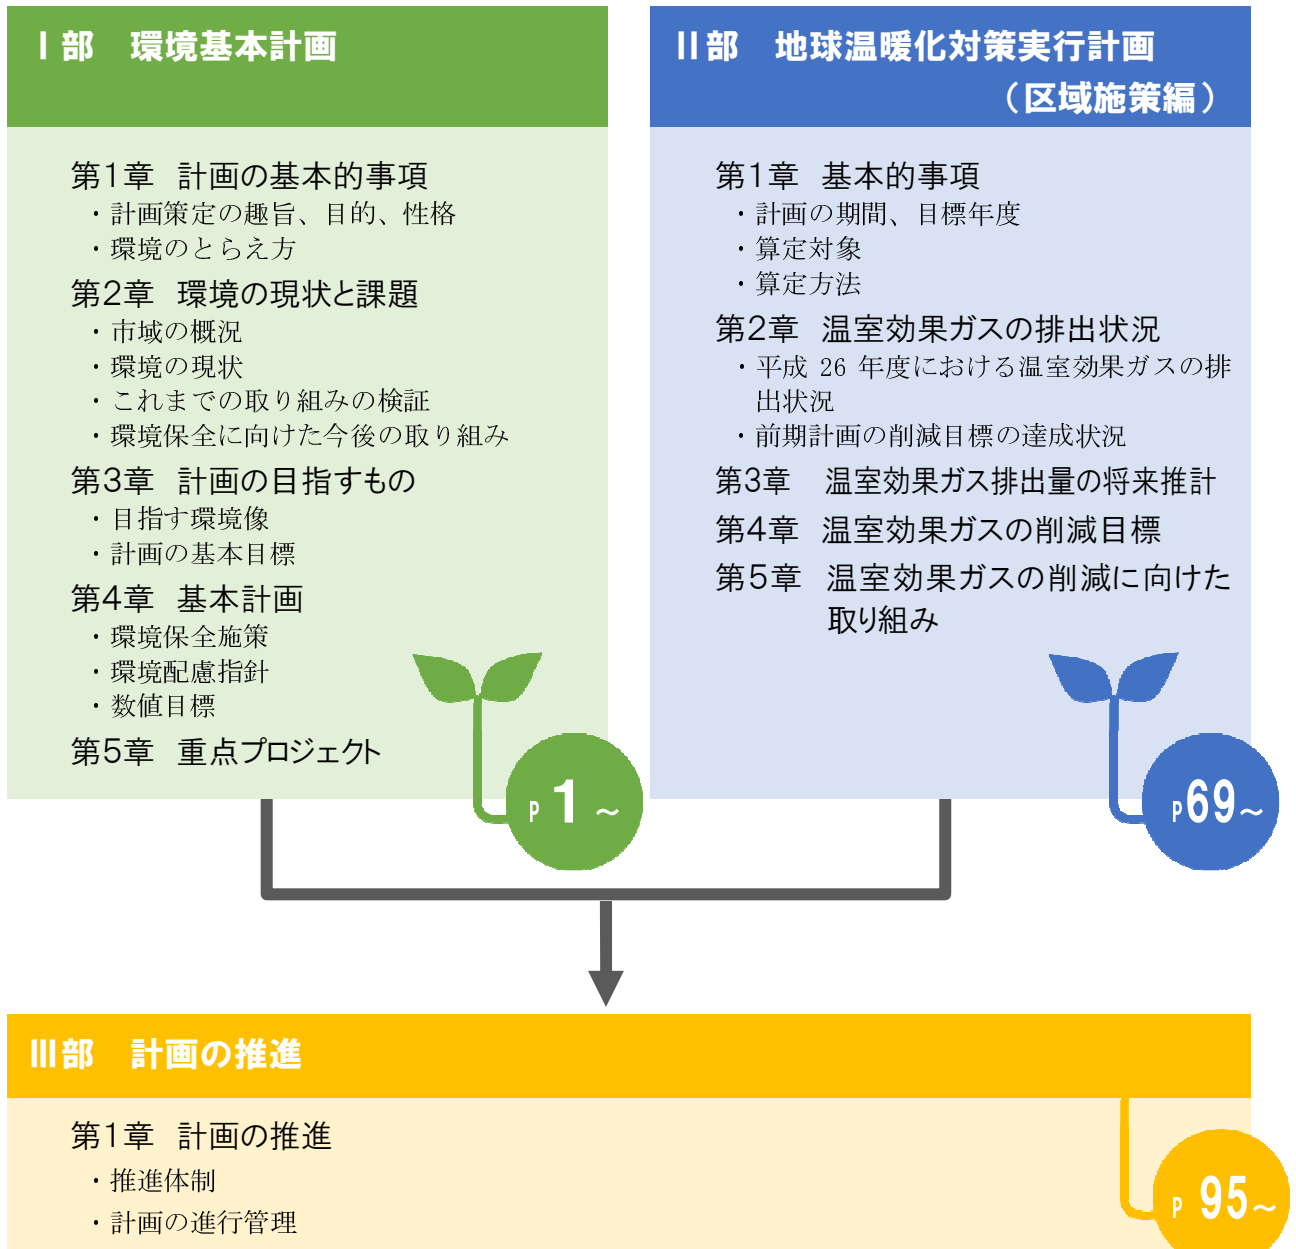 Ⅰ部　環境基本計画
第1章　計画の基本的事項
・計画策定の趣旨、目的、性格
・環境のとらえ方
第2章　環境の現状と課題
・市域の概況
・環境の現状
・これまでの取り組みの検証
・環境保全に向けた今後の取り組み
第3章　計画の目指すもの
・目指す環境像
・計画の基本目標
第4章　基本計画
・環境保全施策
・環境配慮指針
・数値目標
第5章　重点プロジェクト
P 1 ～
Ⅱ部　地球温暖化対策実行計画
（区域施策編）
第1章　基本的事項
・計画の期間、目標年度
・算定対象
・算定方法
第2章　温室効果ガスの排出状況
・平成 26 年度における温室効果ガスの排
出状況
・前期計画の削減目標の達成状況
第3章　温室効果ガス排出量の将来推計
第4章　温室効果ガスの削減目標
第5章　温室効果ガスの削減に向けた
取り組み
P69～
Ⅲ部　計画の推進
第1章　計画の推進
・推進体制
・計画の進行管理
P 95～